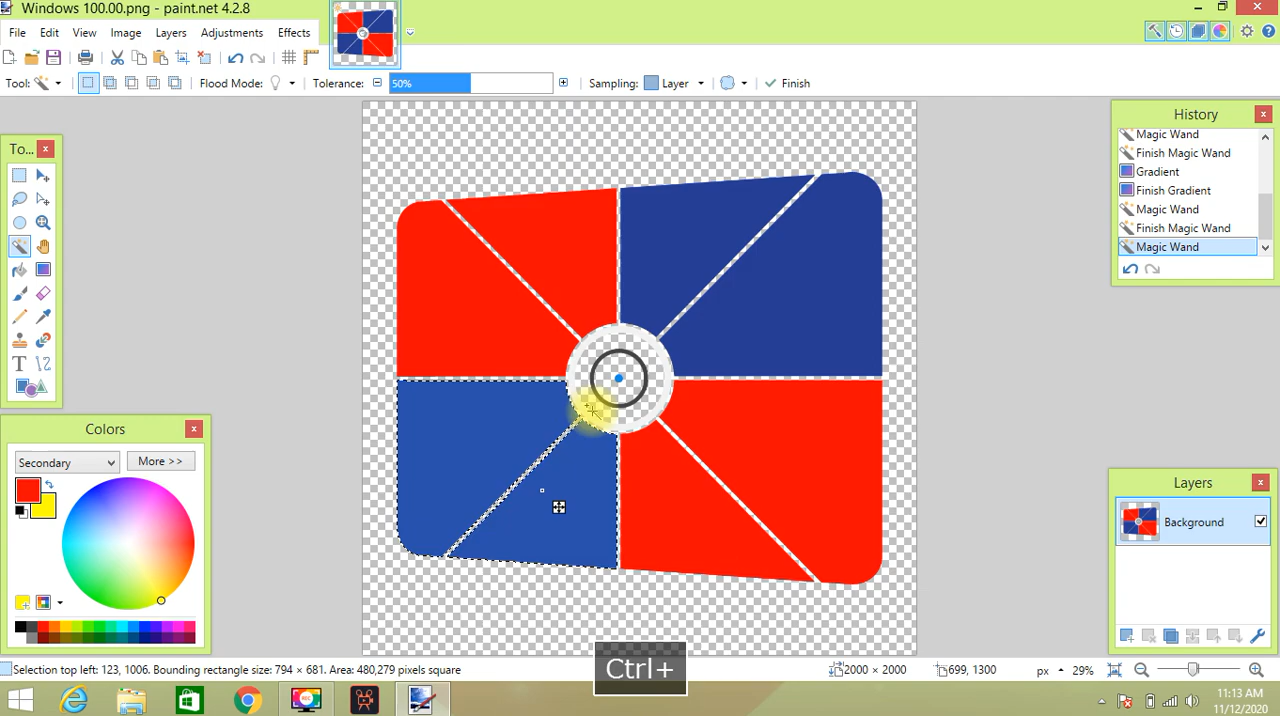 Windows 100.00.png - paint.net 4.2.8
File Edit View Image Layers Adjustments Effects
Tool: Flood Mode: Tolerance: 50% Sampling: Layer Finish
To...
History
Magic Wand
Finish Magic Wand
Gradient
Finish Gradient
Magic Wand
Finish Magic Wand
Magic Wand
T
Colors
Secondary
More >>
Layers
Background
Ctrl+
Selection top left: 123, 1006. Bounding rectangle size: 794 × 681. Area: 480,279 pixels square
2000 × 2000
699, 1300
px
29%
11:13 AM
11/12/2020